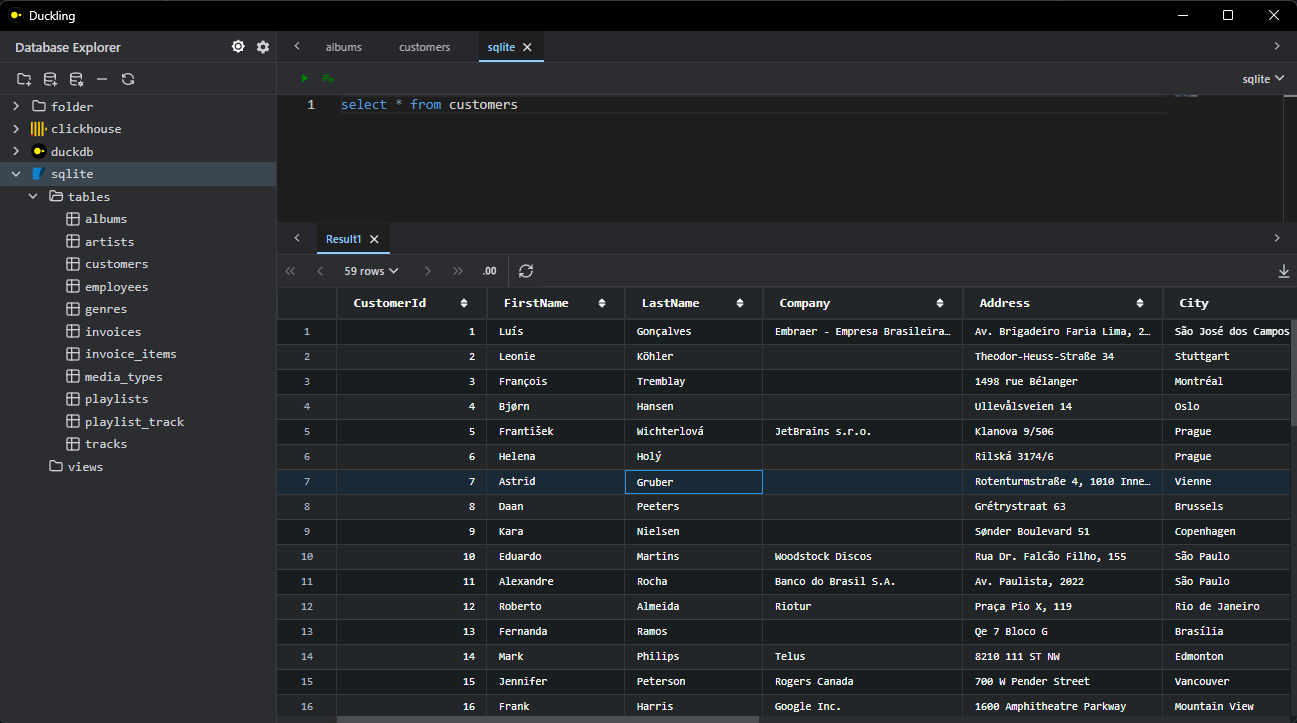 Duckling
Database Explorer
albums
customers
sqlite
sqlite
1 select * from customers
folder
clickhouse
duckdb
sqlite
tables
albums
artists
customers
employees
genres
invoices
invoice_items
media_types
playlists
playlist_track
tracks
views
Result1
59 rows
.00
CustomerId FirstName LastName Company Address City
1 1 Luís Gonçalves Embraer - Empresa Brasileira… Av. Brigadeiro Faria Lima, 2… São José dos Campos
2 2 Leonie Köhler Theodor-Heuss-Straße 34 Stuttgart
3 3 François Tremblay 1498 rue Bélanger Montréal
4 4 Bjørn Hansen Ullevålsveien 14 Oslo
5 5 František Wichterlová JetBrains s.r.o. Klanova 9/506 Prague
6 6 Helena Holý Rilská 3174/6 Prague
7 7 Astrid Gruber Rotenturmstraße 4, 1010 Inne… Vienne
8 8 Daan Peeters Grétrystraat 63 Brussels
9 9 Kara Nielsen Sønder Boulevard 51 Copenhagen
10 10 Eduardo Martins Woodstock Discos Rua Dr. Falcão Filho, 155 São Paulo
11 11 Alexandre Rocha Banco do Brasil S.A. Av. Paulista, 2022 São Paulo
12 12 Roberto Almeida Riotur Praça Pio X, 119 Rio de Janeiro
13 13 Fernanda Ramos Qe 7 Bloco G Brasília
14 14 Mark Philips Telus 8210 111 ST NW Edmonton
15 15 Jennifer Peterson Rogers Canada 700 W Pender Street Vancouver
16 16 Frank Harris Google Inc. 1600 Amphitheatre Parkway Mountain View